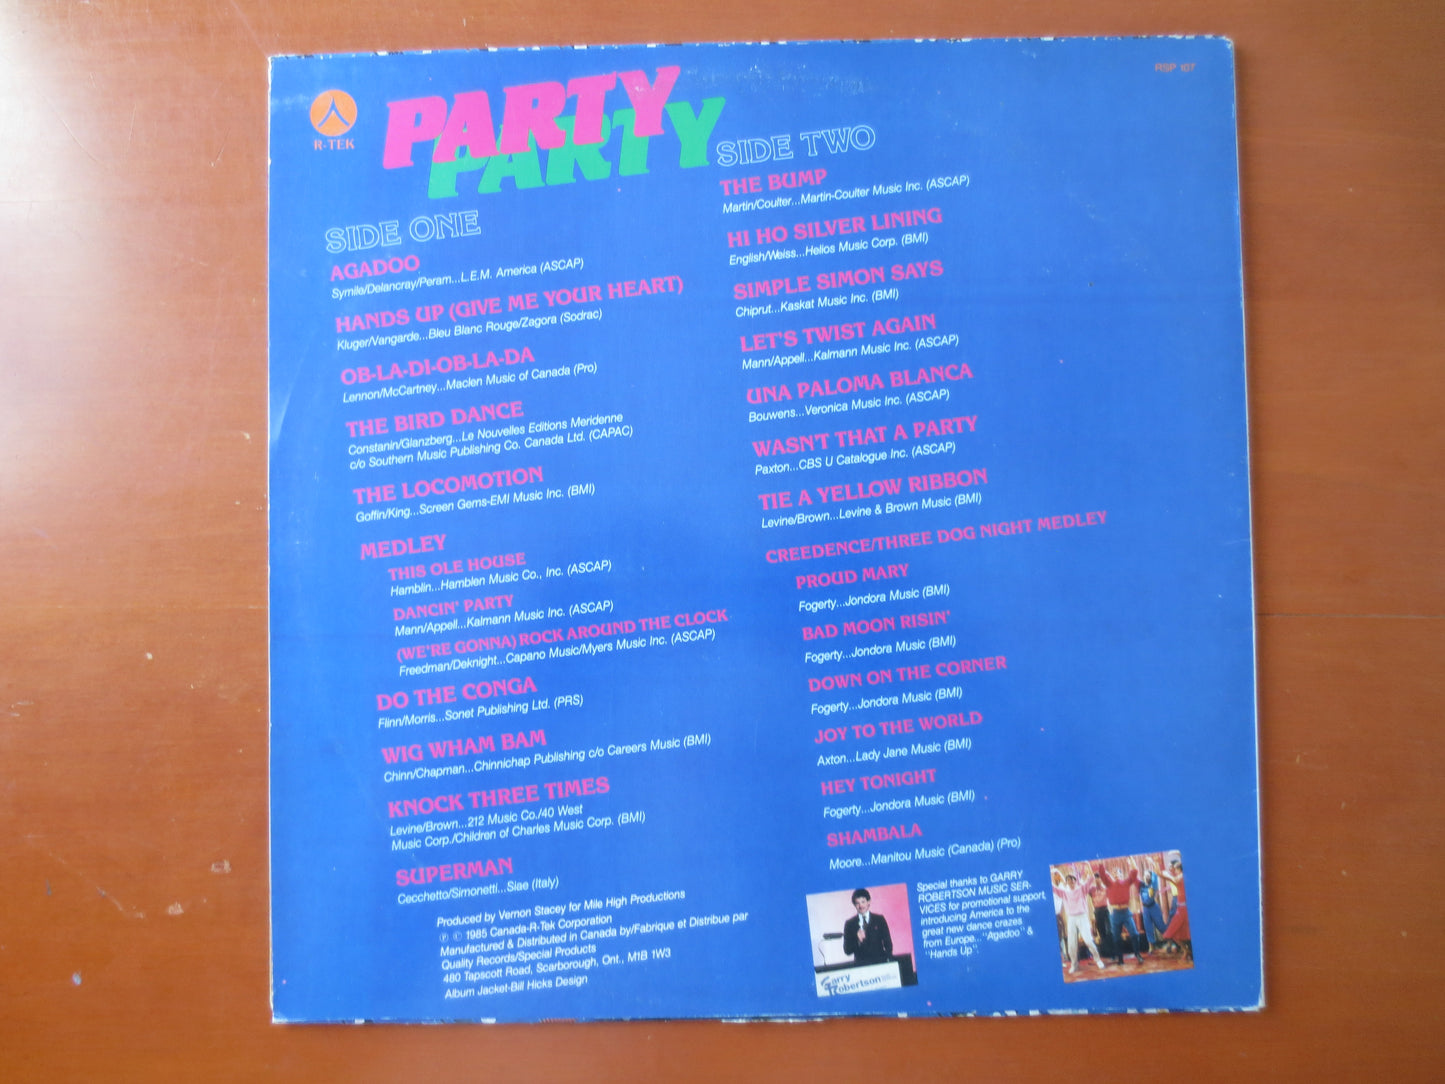 R-TEK
PARTY
PARTY
RSP 107
SIDE ONE
AGADOO
Symile/Delancray/Peram...L.E.M. America (ASCAP)
HANDS UP (GIVE ME YOUR HEART)
Kluger/Vangarde...Bleu Blanc Rouge/Zagora (Sodrac)
OB-LA-DI-OB-LA-DA
Lennon/McCartney...Maclen Music of Canada (Pro)
THE BIRD DANCE
Constanin/Glanzberg...Le Nouvelles Editions Meridenne
c/o Southern Music Publishing Co. Canada Ltd. (CAPAC)
THE LOCOMOTION
Goffin/King...Screen Gems-EMI Music Inc. (BMI)
MEDLEY
THIS OLE HOUSE
Hamblin...Hamblen Music Co., Inc. (ASCAP)
DANCIN' PARTY
Mann/Appell...Kalmann Music Inc. (ASCAP)
(WE'RE GONNA) ROCK AROUND THE CLOCK
Freedman/Deknight...Capano Music/Myers Music Inc. (ASCAP)
DO THE CONGA
Flinn/Morris...Sonet Publishing Ltd. (PRS)
WIG WHAM BAM
Chinn/Chapman...Chinnichap Publishing c/o Careers Music (BMI)
KNOCK THREE TIMES
Levine/Brown...212 Music Co./40 West
Music Corp./Children of Charles Music Corp. (BMI)
SUPERMAN
Cecchetto/Simonetti...Siae (Italy)
Produced by Vernon Stacey for Mile High Productions
℗ © 1985 Canada-R-Tek Corporation
Manufactured & Distributed in Canada by/Fabrique et Distribue par
Quality Records/Special Products
480 Tapscott Road, Scarborough, Ont., M1B 1W3
Album Jacket-Bill Hicks Design
SIDE TWO
THE BUMP
Martin/Coulter...Martin-Coulter Music Inc. (ASCAP)
HI HO SILVER LINING
English/Weiss...Helios Music Corp. (BMI)
SIMPLE SIMON SAYS
Chiprut...Kaskat Music Inc. (BMI)
LET'S TWIST AGAIN
Mann/Appell...Kalmann Music Inc. (ASCAP)
UNA PALOMA BLANCA
Bouwens...Veronica Music Inc. (ASCAP)
WASN'T THAT A PARTY
Paxton...CBS U Catalogue Inc. (ASCAP)
TIE A YELLOW RIBBON
Levine/Brown...Levine & Brown Music (BMI)
CREEDENCE/THREE DOG NIGHT MEDLEY
PROUD MARY
Fogerty...Jondora Music (BMI)
BAD MOON RISIN'
Fogerty...Jondora Music (BMI)
DOWN ON THE CORNER
Fogerty...Jondora Music (BMI)
JOY TO THE WORLD
Axton...Lady Jane Music (BMI)
HEY TONIGHT
Fogerty...Jondora Music (BMI)
SHAMBALA
Moore...Manitou Music (Canada) (Pro)
Special thanks to GARRY
ROBERTSON MUSIC SER-
VICES for promotional support,
introducing America to the
great new dance crazes
from Europe..."Agadoo" &
"Hands Up".
Garry
Robertson